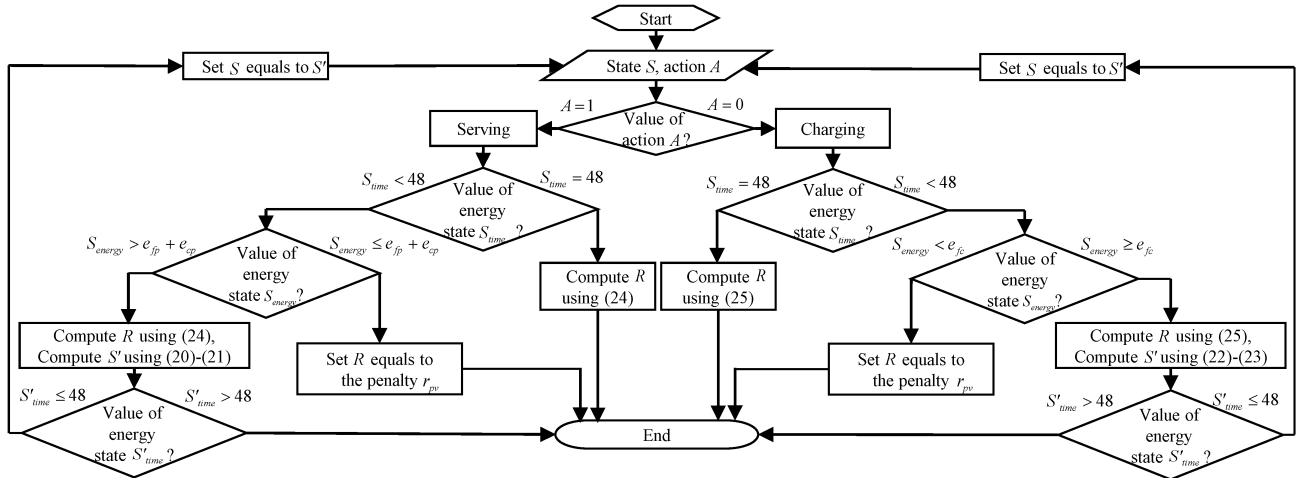 Start
Set S equals to S′
State S, action A
Set S equals to S′
A=1
A=0
Value of
action A?
Serving
Charging
S_time < 48
Value of
energy
state S_time ?
S_time = 48
S_time = 48
Value of
energy
state S_time ?
S_time < 48
S_energy > e_fp + e_cp
Value of
energy
state S_energy?
S_energy ≤ e_fp + e_cp
Compute R
using (24)
Compute R
using (25)
S_energy < e_fc
Value of
energy
state S_energy?
S_energy ≥ e_fc
Compute R using (24),
Compute S′ using (20)-(21)
Set R equals to
the penalty r_pv
Set R equals to
the penalty r_pv
Compute R using (25),
Compute S′ using (22)-(23)
S′_time ≤ 48
Value of
energy
state S′_time ?
S′_time > 48
End
S′_time > 48
Value of
energy
state S′_time ?
S′_time ≤ 48